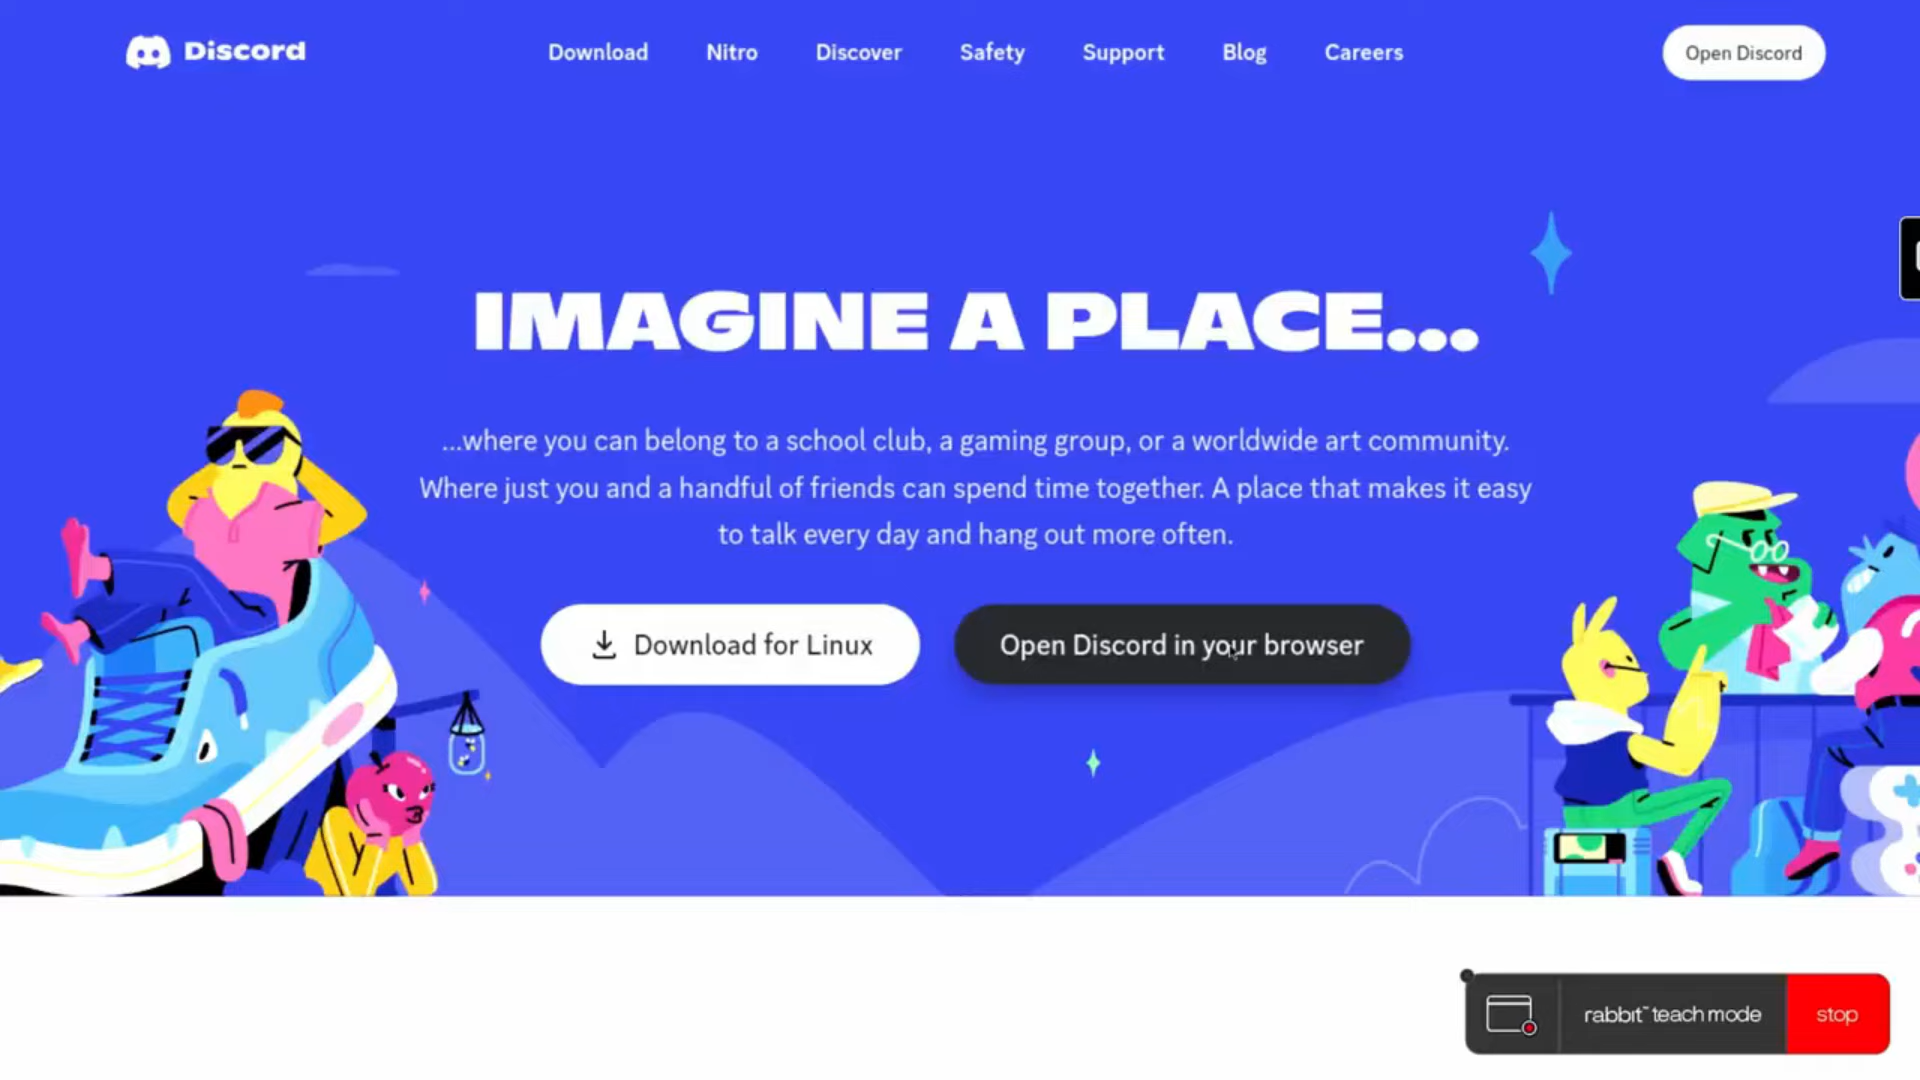 Discord
Download
Nitro
Discover
Safety
Support
Blog
Careers
Open Discord
IMAGINE A PLACE...
...where you can belong to a school club, a gaming group, or a worldwide art community.
Where just you and a handful of friends can spend time together. A place that makes it easy
to talk every day and hang out more often.
Download for Linux
Open Discord in your browser
rabbit™ teach mode
stop